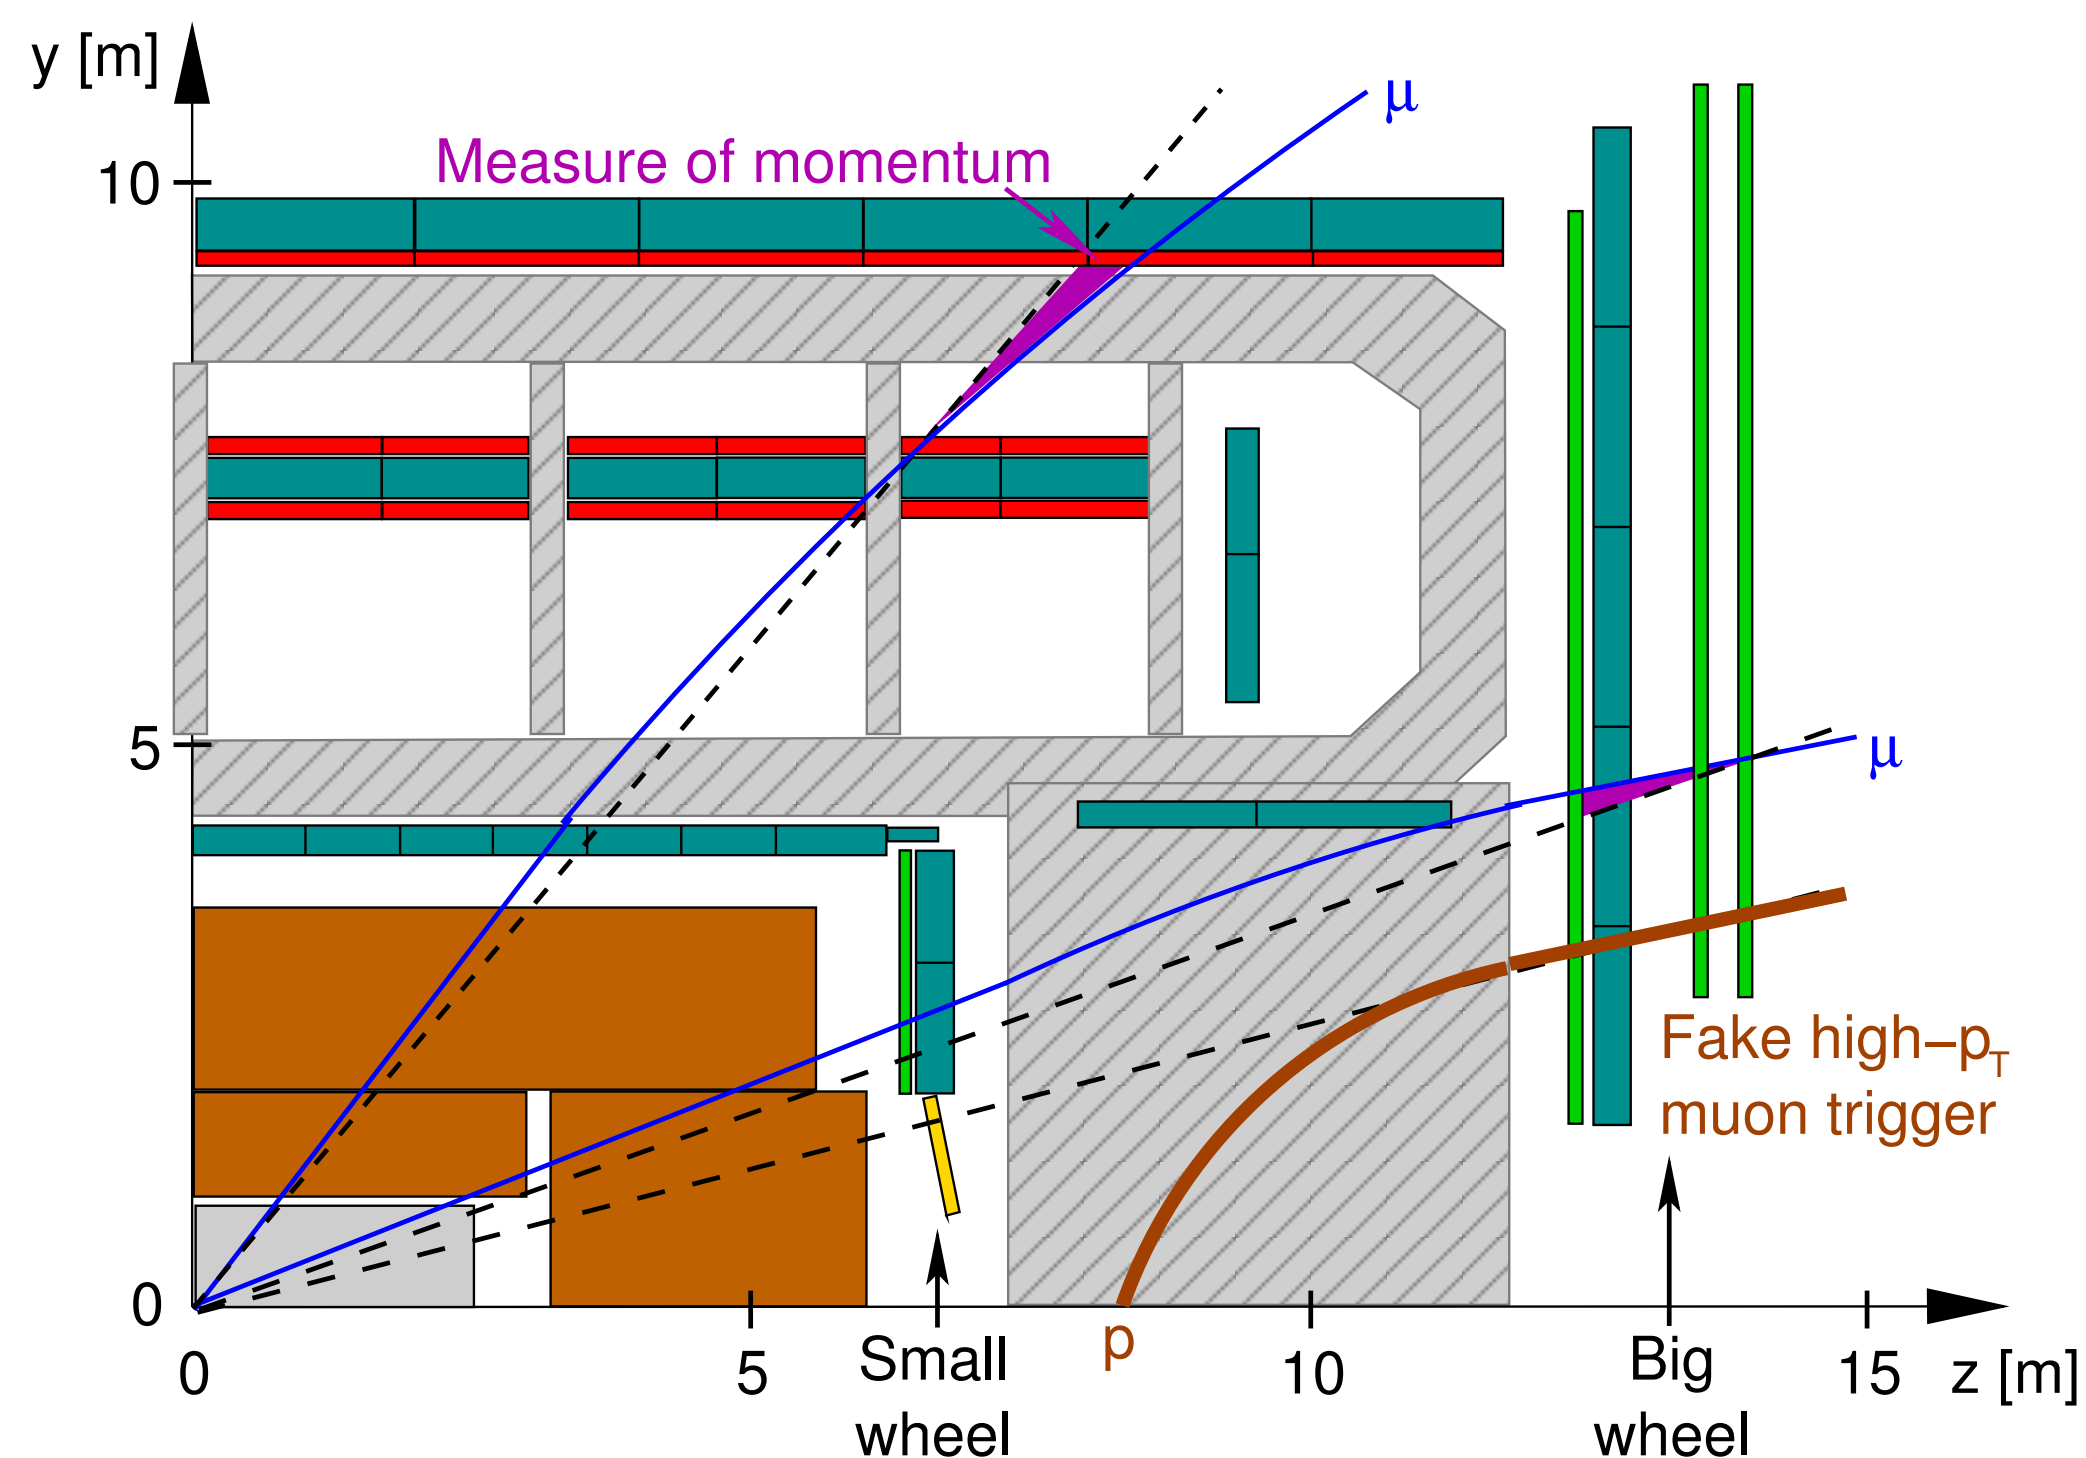 y [m]
μ
Measure of momentum
10
5
μ
Fake high−pT
muon trigger
0
p
0
5
Small
wheel
10
Big
wheel
15
z [m]